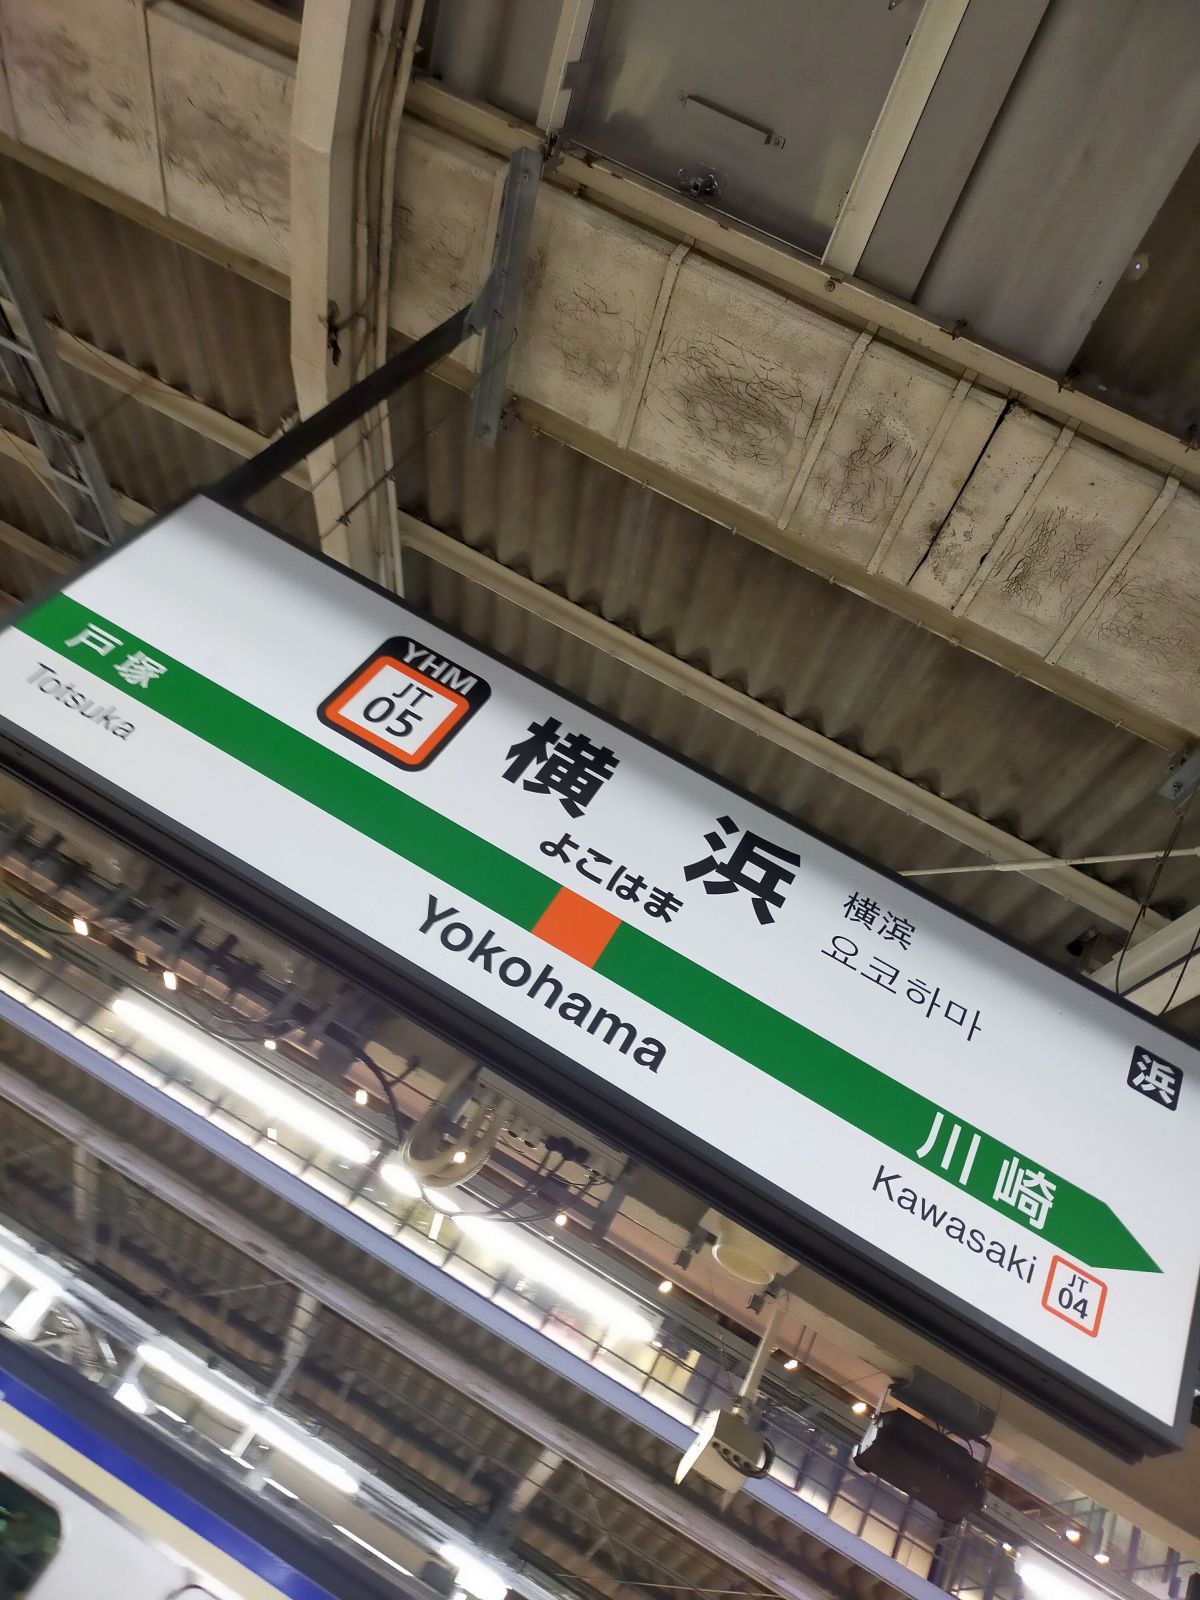 YHM
JT
05
横浜
よこはま
横滨
요코하마
浜
戸塚
川崎
Totsuka
Yokohama
Kawasaki
JT
04